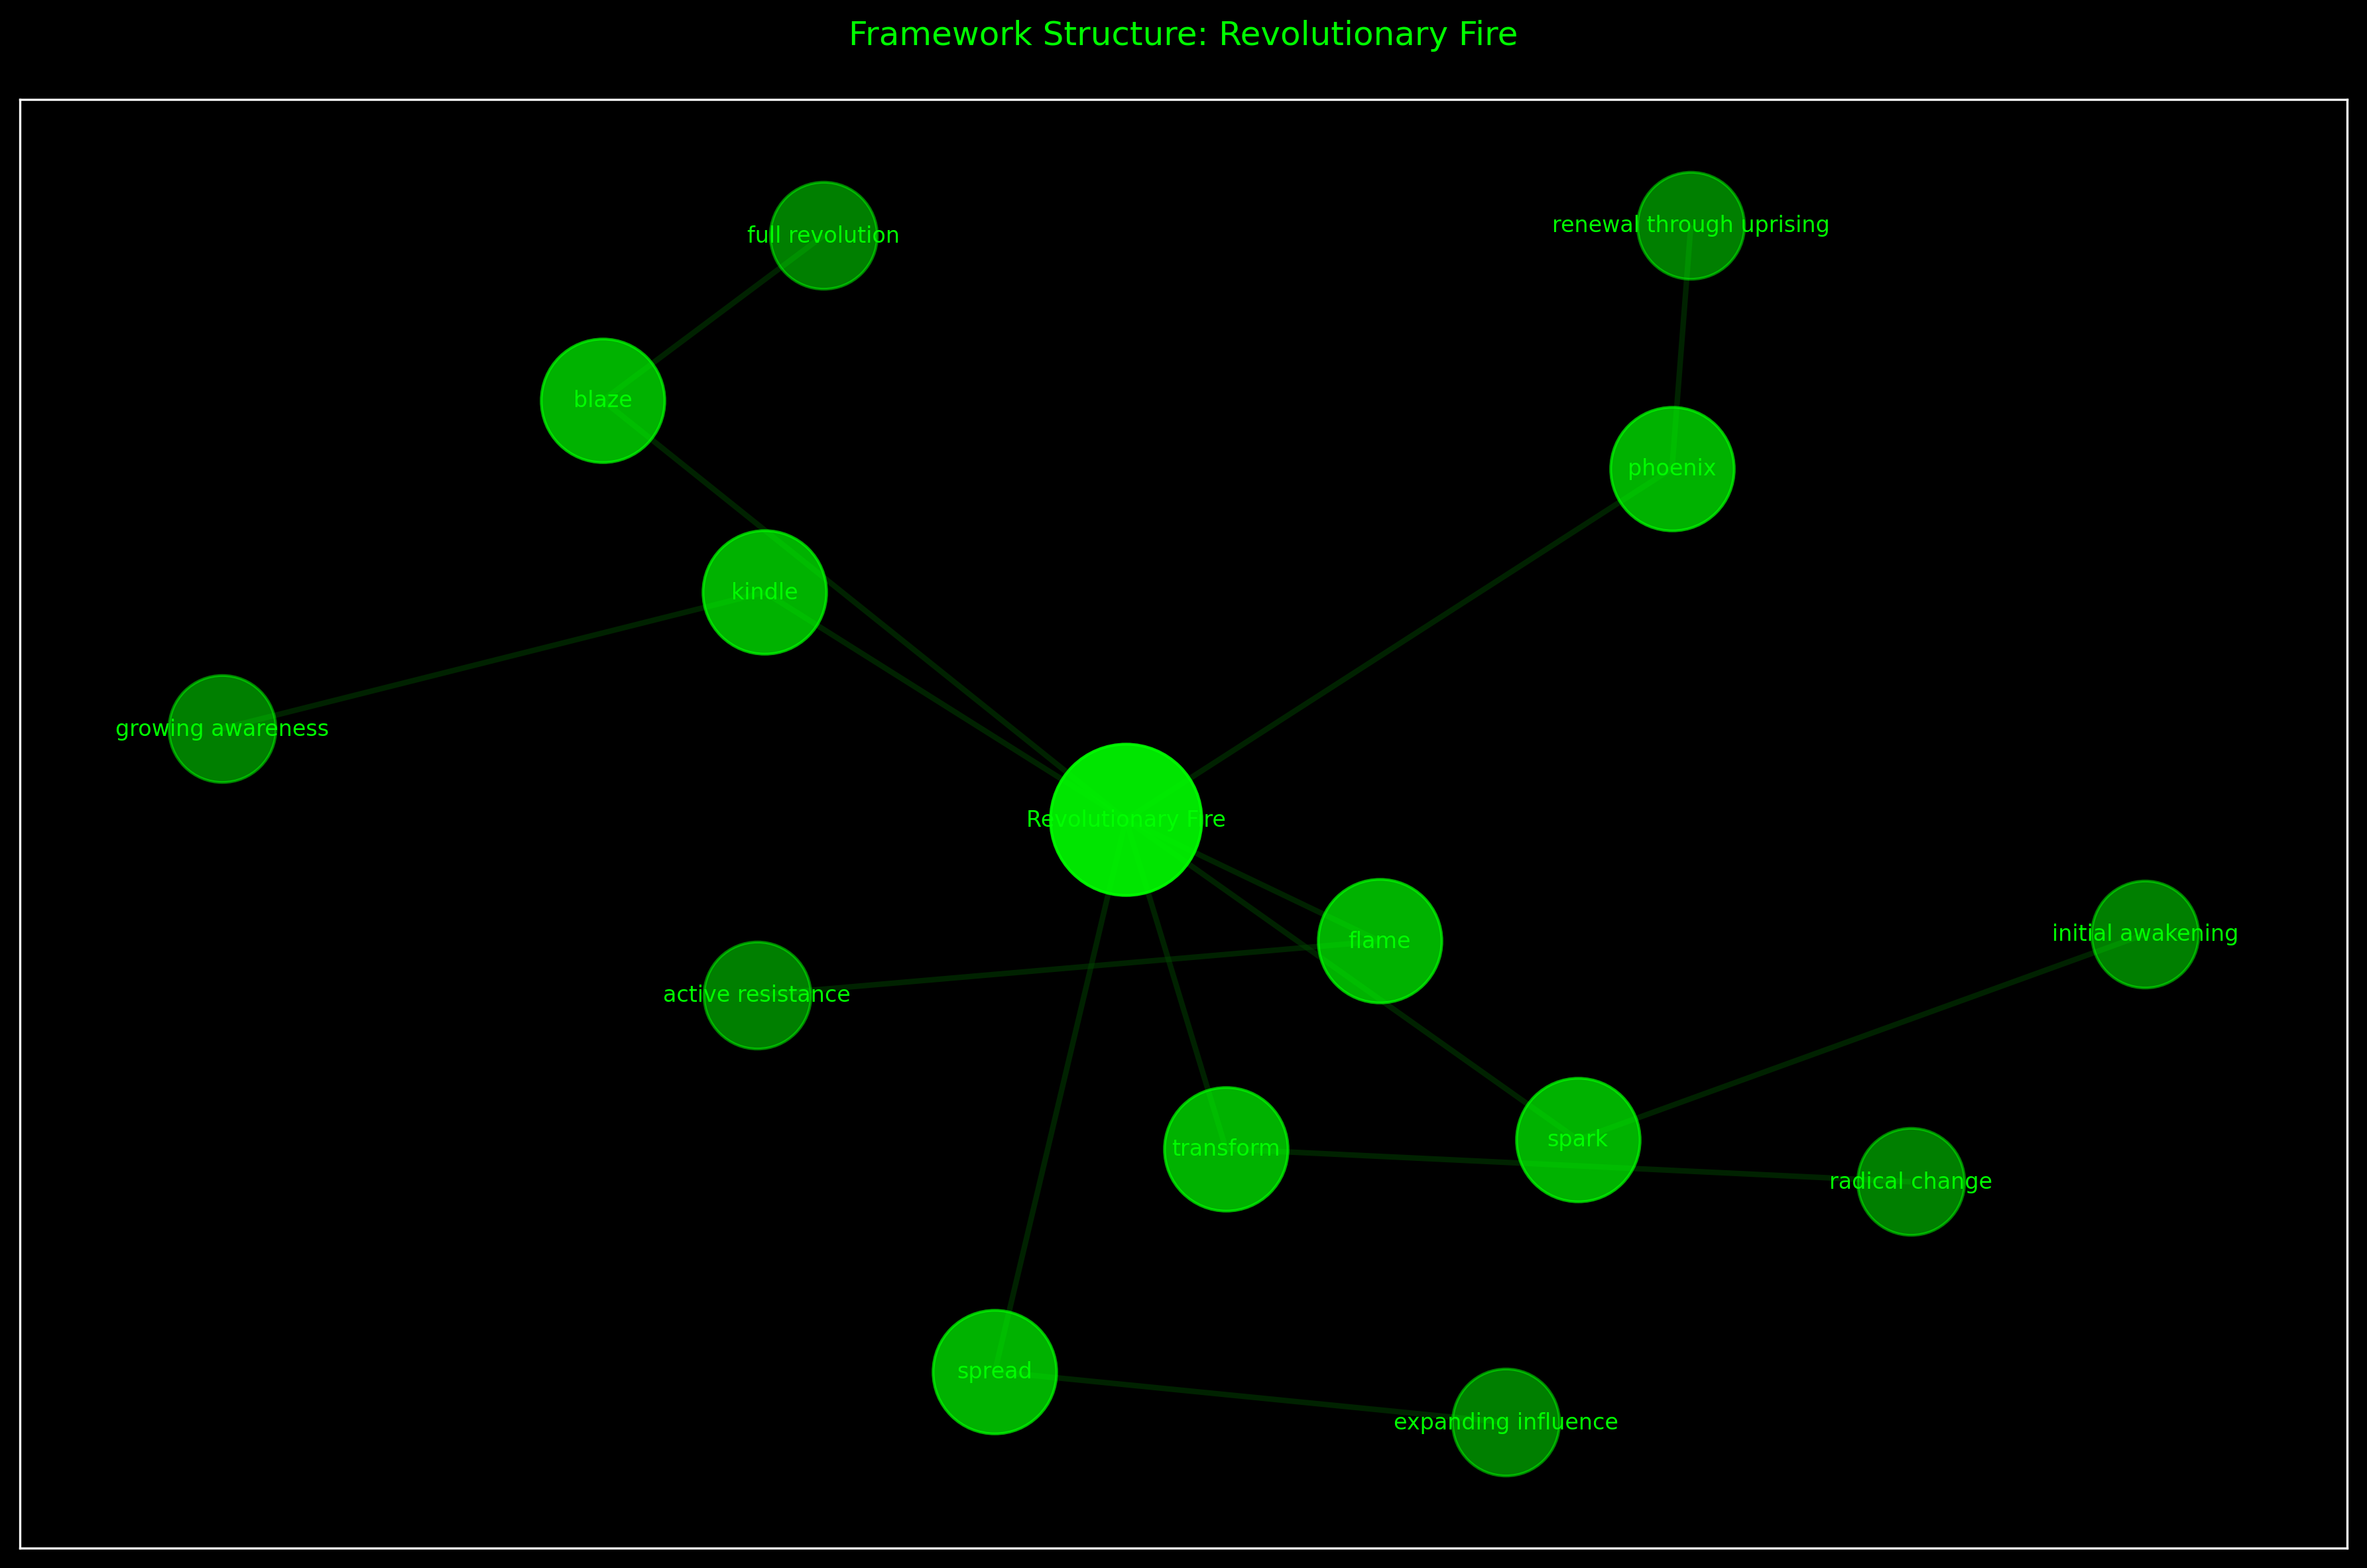 Framework Structure: Revolutionary Fire
full revolution
renewal through uprising
blaze
phoenix
kindle
growing awareness
Revolutionary Fire
flame
initial awakening
active resistance
transform
spark
radical change
spread
expanding influence